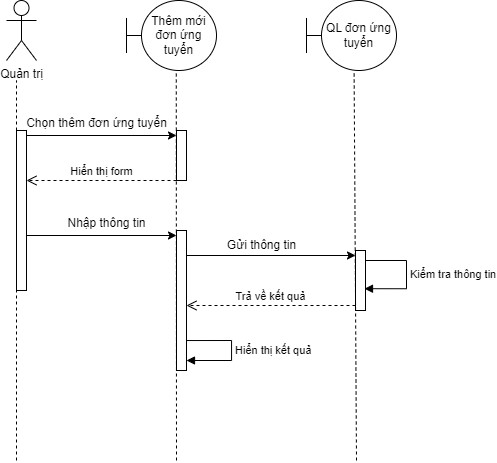 Thêm mới
đơn ứng
tuyển
QL đơn ứng
tuyển
Quản trị
Chọn thêm đơn ứng tuyển
Hiển thị form
Nhập thông tin
Gửi thông tin
Kiểm tra thông tin
Trả về kết quả
Hiển thị kết quả